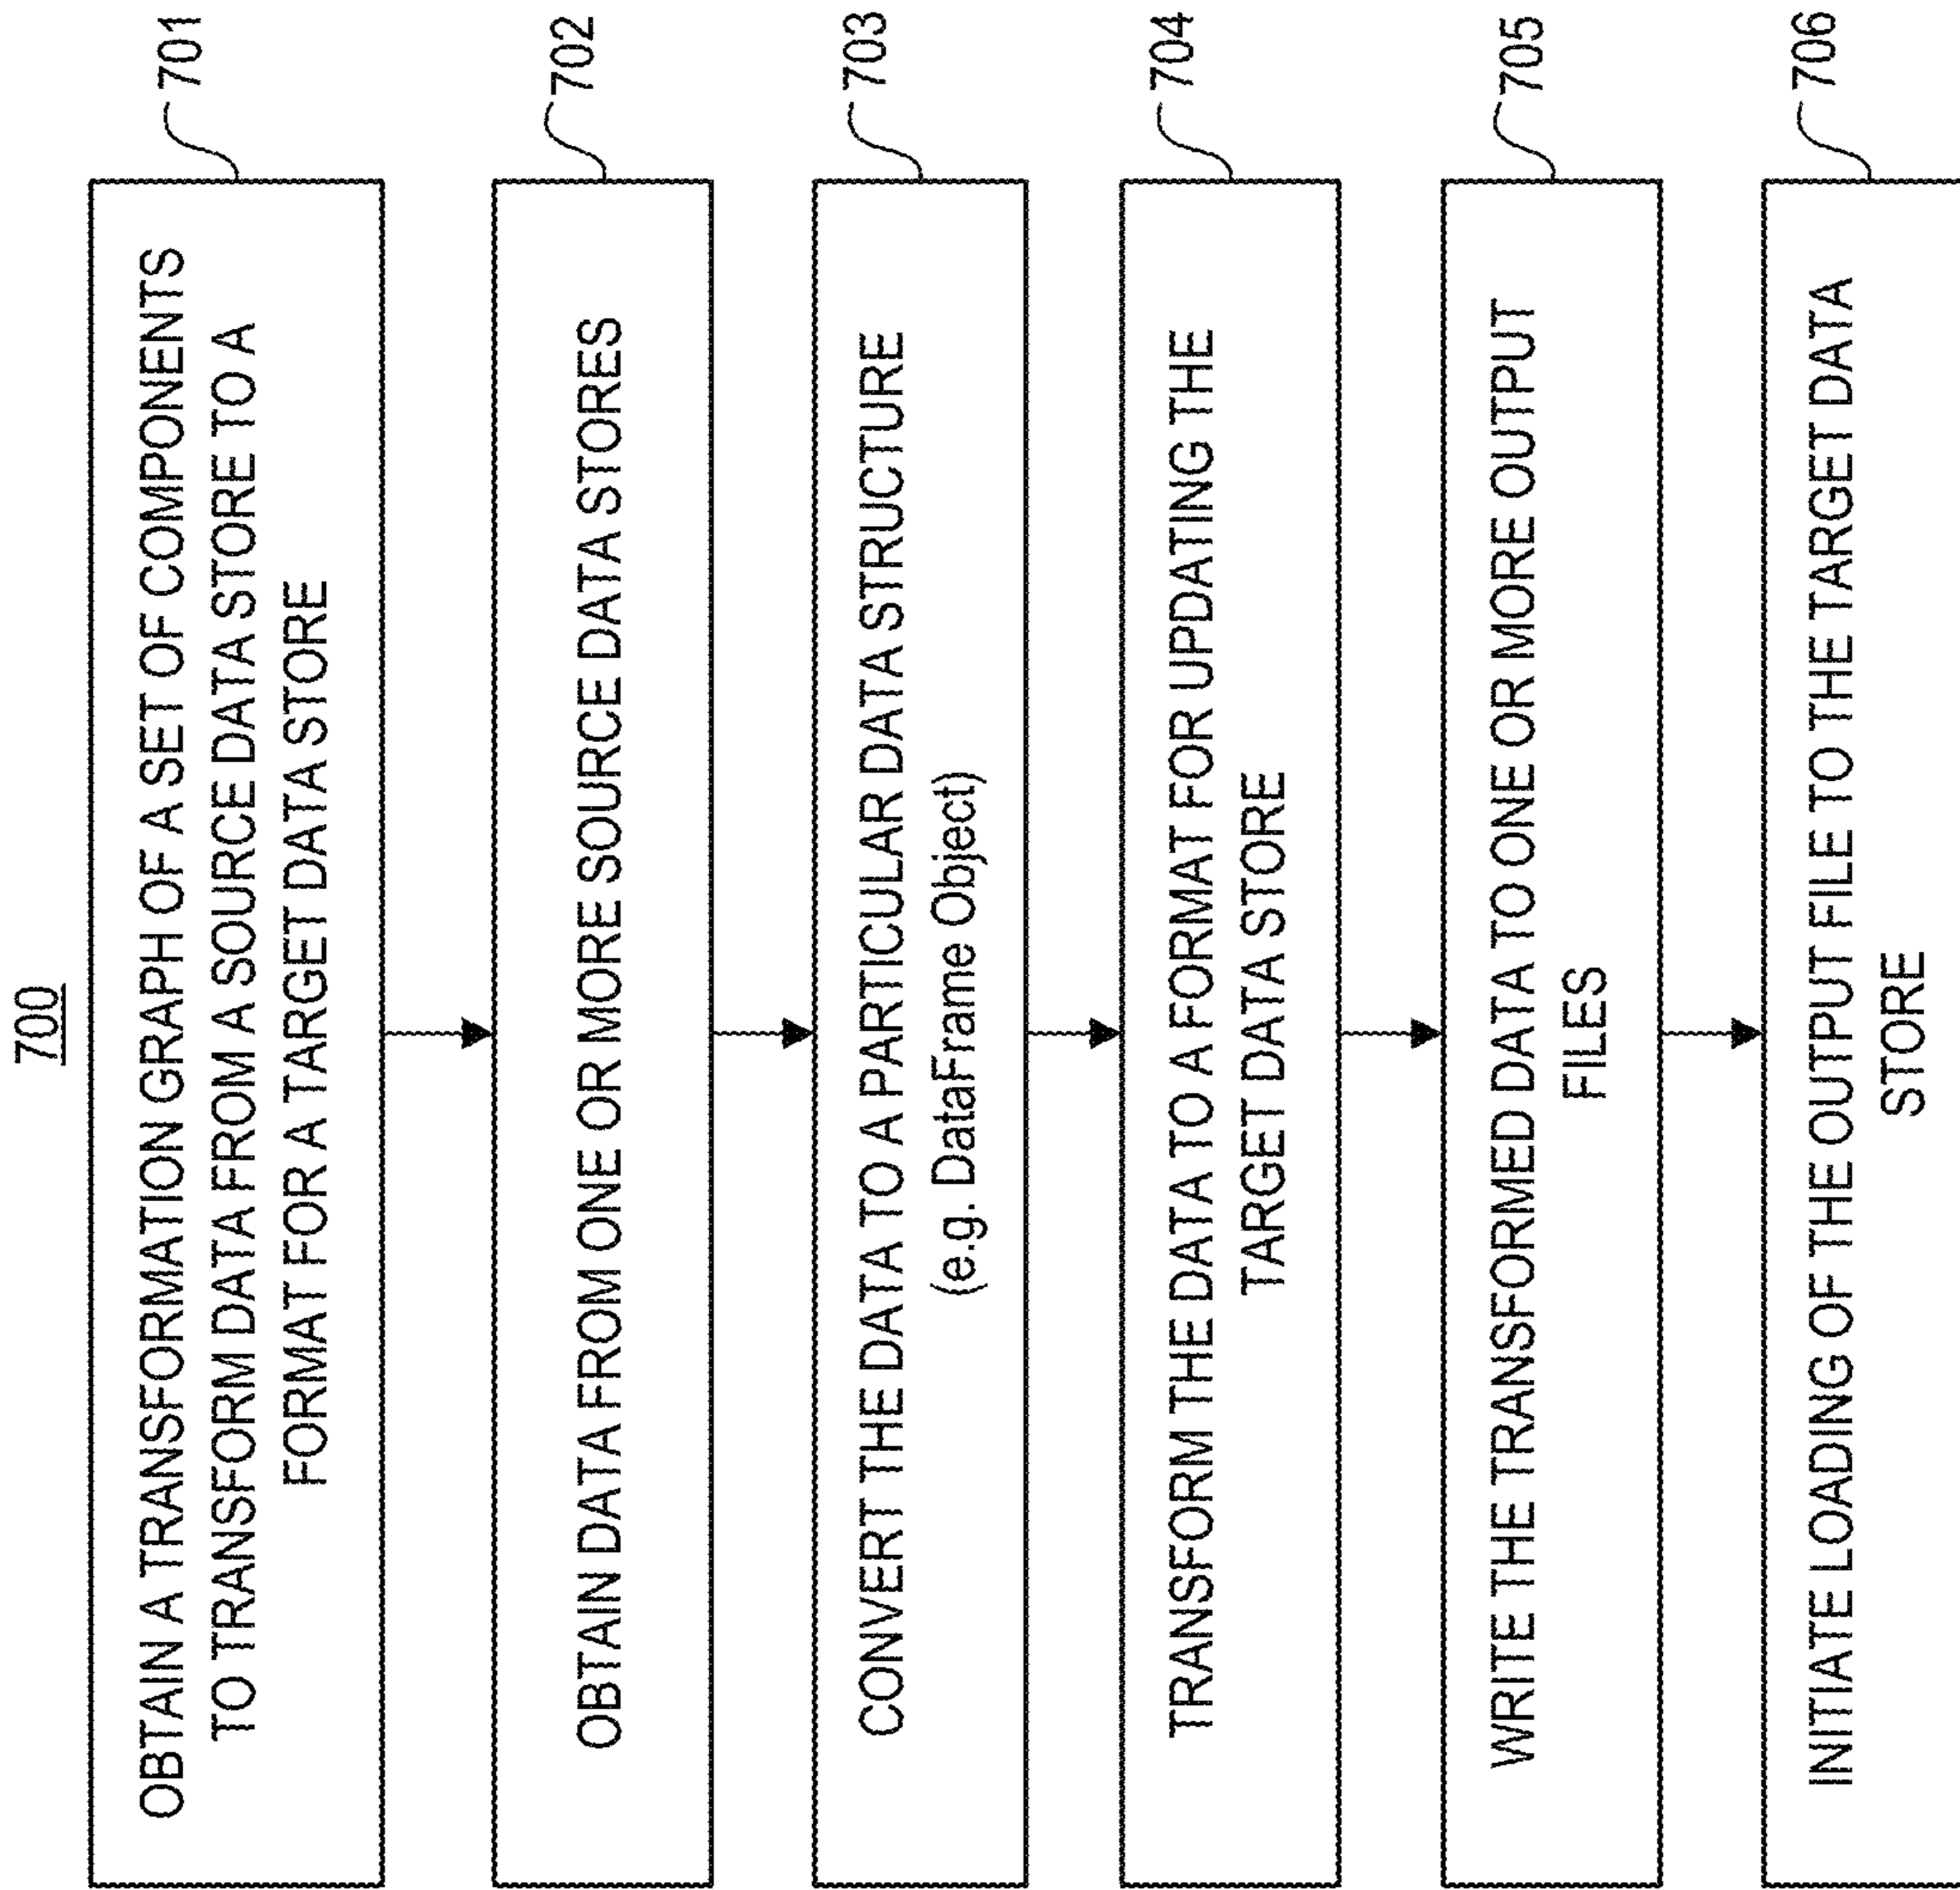 700
OBTAIN A TRANSFORMATION GRAPH OF A SET OF COMPONENTS
TO TRANSFORM DATA FROM A SOURCE DATA STORE TO A
FORMAT FOR A TARGET DATA STORE
701
OBTAIN DATA FROM ONE OR MORE SOURCE DATA STORES
702
CONVERT THE DATA TO A PARTICULAR DATA STRUCTURE
(e.g. DataFrame Object)
703
TRANSFORM THE DATA TO A FORMAT FOR UPDATING THE
TARGET DATA STORE
704
WRITE THE TRANSFORMED DATA TO ONE OR MORE OUTPUT
FILES
705
INITIATE LOADING OF THE OUTPUT FILE TO THE TARGET DATA
STORE
706